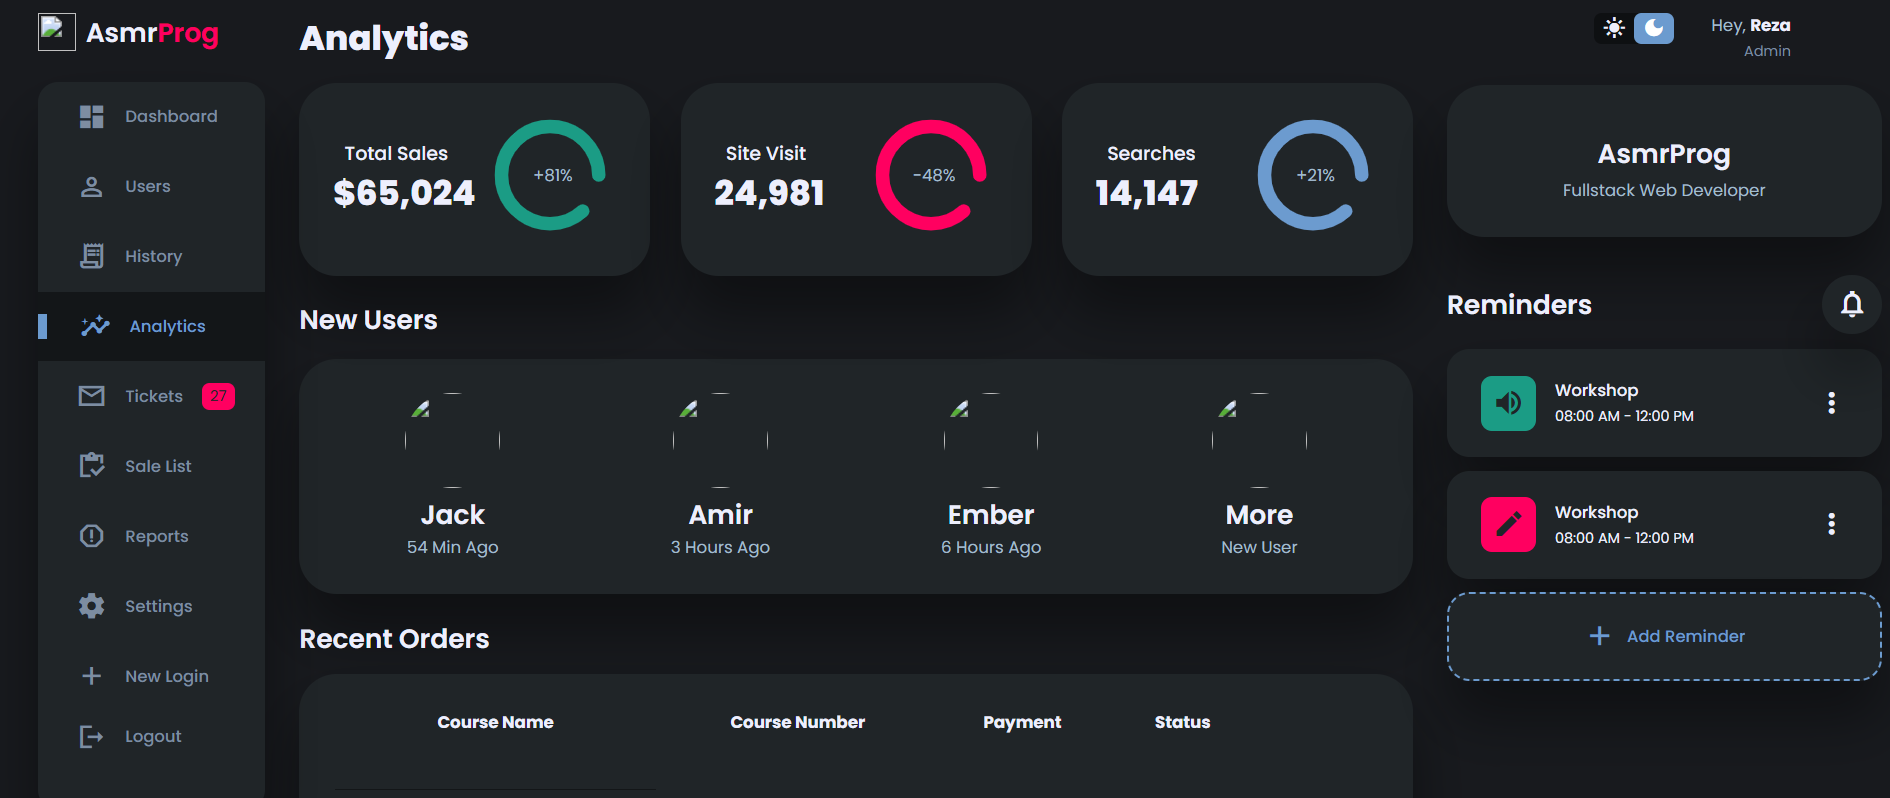 AsmrProg
Analytics
Hey, Reza
Admin
Dashboard
Users
History
Analytics
Tickets 27
Sale List
Reports
Settings
New Login
Logout
Total Sales
$65,024
+81%
Site Visit
24,981
-48%
Searches
14,147
+21%
New Users
Jack
54 Min Ago
Amir
3 Hours Ago
Ember
6 Hours Ago
More
New User
Recent Orders
Course Name Course Number Payment Status
AsmrProg
Fullstack Web Developer
Reminders
Workshop
08:00 AM - 12:00 PM
Workshop
08:00 AM - 12:00 PM
Add Reminder